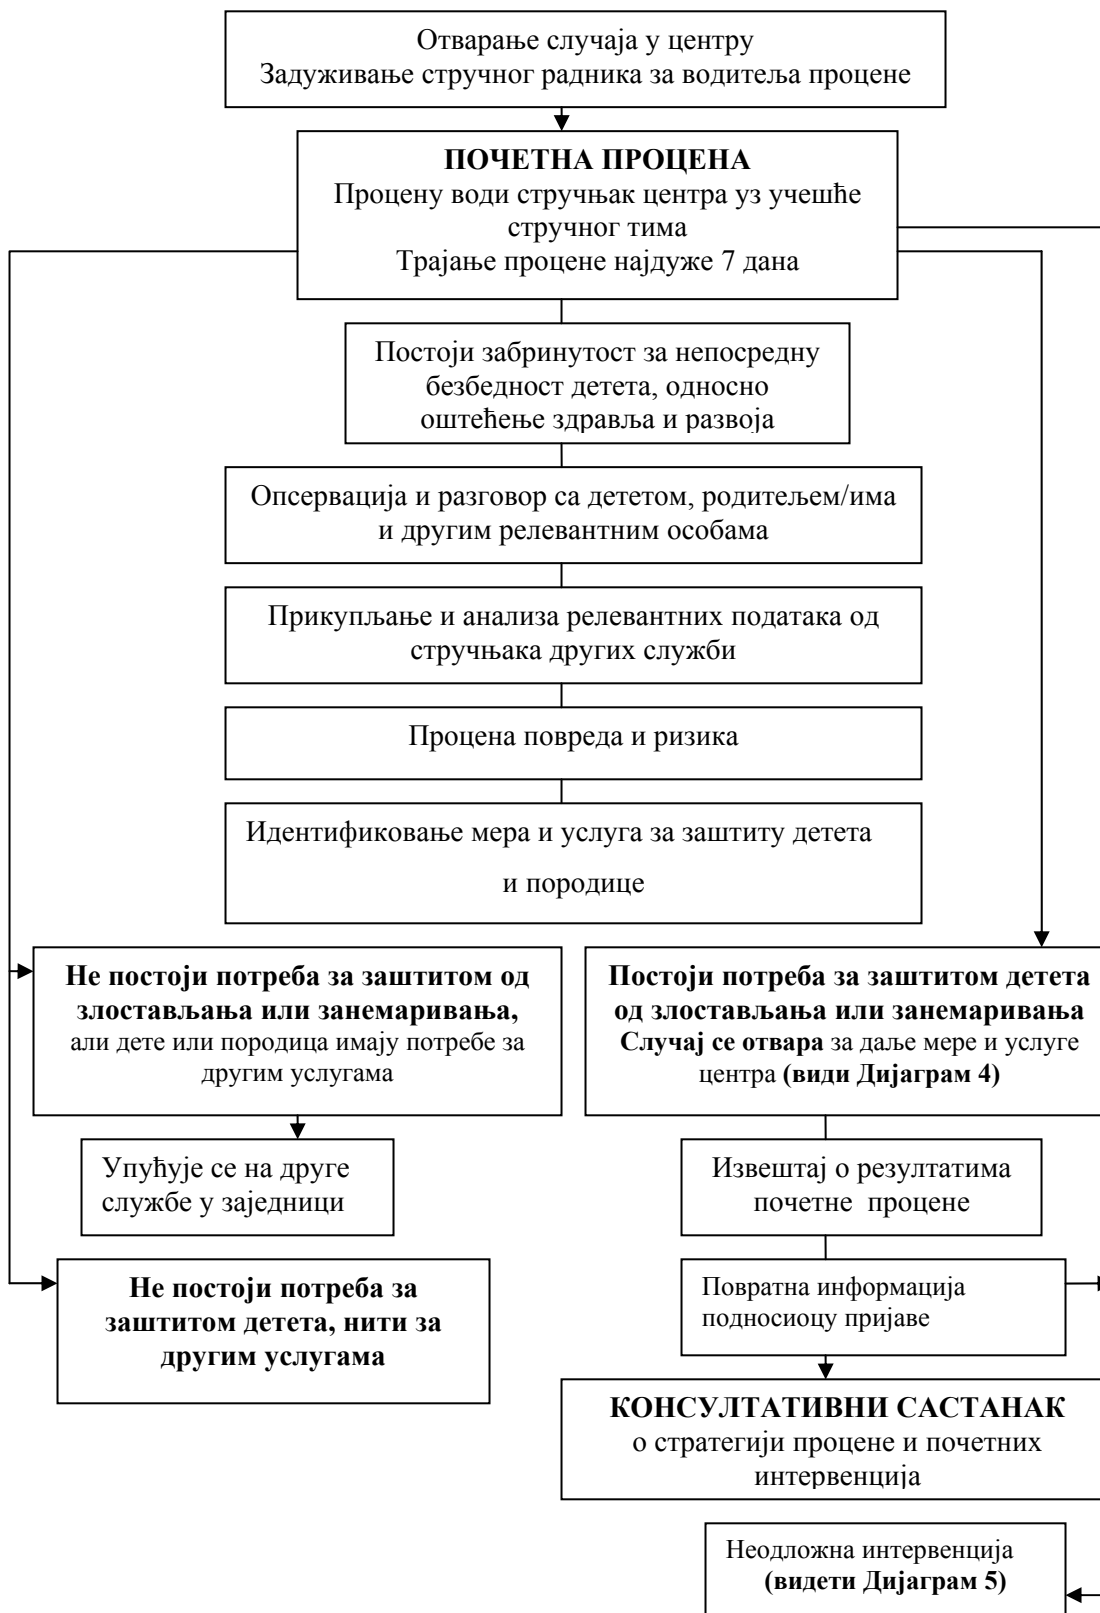 Отварање случаја у центру
Задуживање стручног радника за водитеља процене
ПОЧЕТНА ПРОЦЕНА
Процену води стручњак центра уз учешће
стручног тима
Трајање процене најдуже 7 дана
Постоји забринутост за непосредну
безбедност детета, односно
оштећење здравља и развоја
Опсервација и разговор са дететом, родитељем/има
и другим релевантним особама
Прикупљање и анализа релевантних података од
стручњака других служби
Процена повреда и ризика
Идентификовање мера и услуга за заштиту детета
и породице
Не постоји потреба за заштитом од
злостављања или занемаривања,
али дете или породица имају потребе за
другим услугама
Упућује се на друге
службе у заједници
Не постоји потреба за
заштитом детета, нити за
другим услугама
Постоји потреба за заштитом детета
од злостављања или занемаривања
Случај се отвара за даље мере и услуге
центра (види Дијаграм 4)
Извештај о резултатима
почетне процене
Повратна информација
подносиоцу пријаве
КОНСУЛТАТИВНИ САСТАНАК
о стратегији процене и почетних
интервенција
Неодложна интервенција
(видети Дијаграм 5)